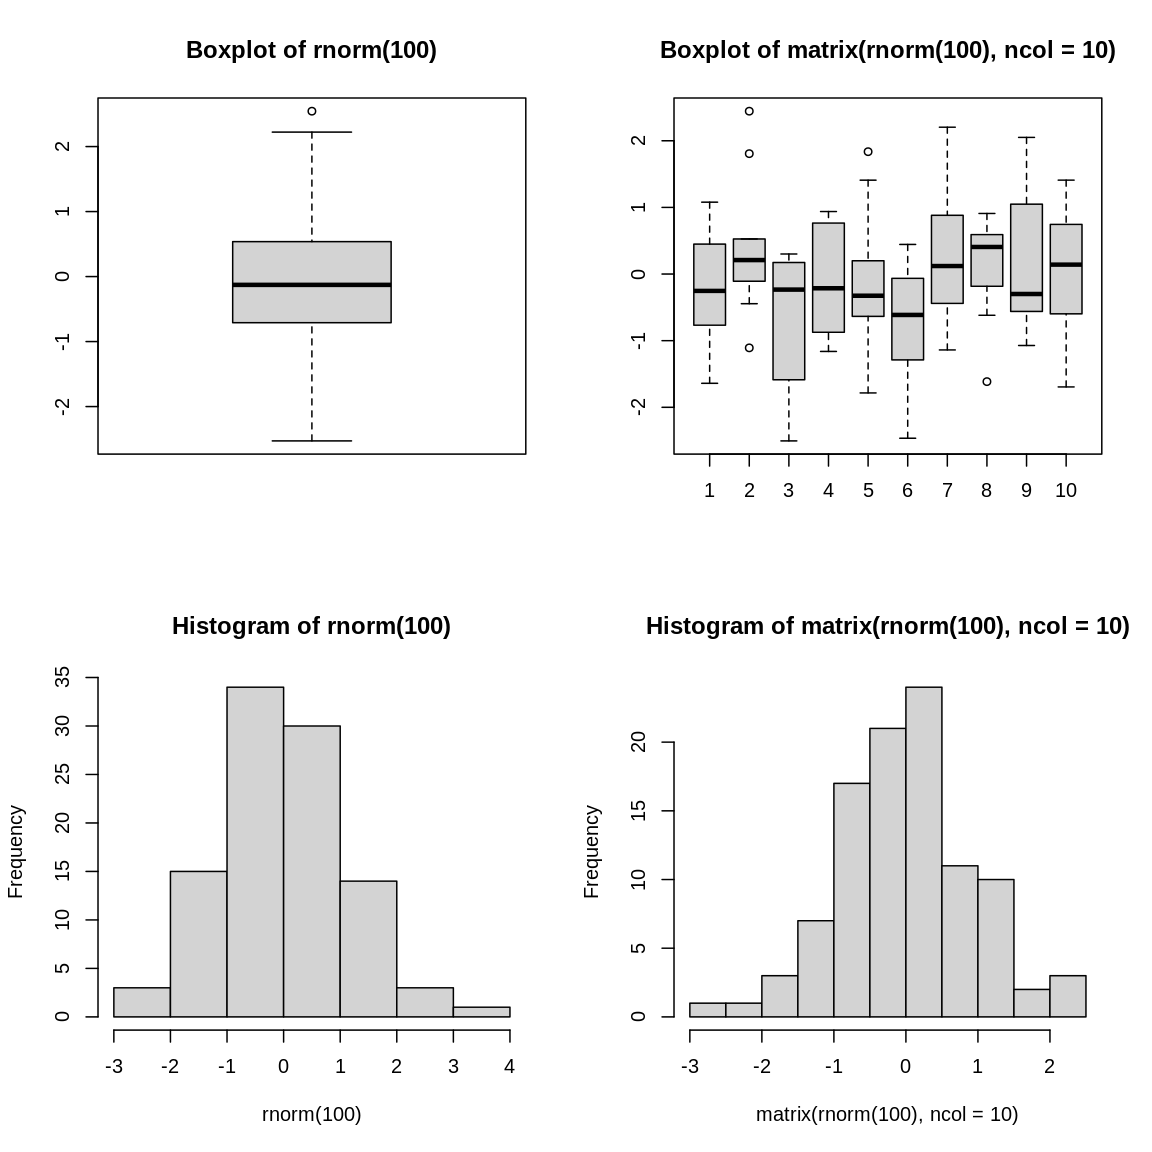 Boxplot of rnorm(100)
2
1
0
-1
-2
Boxplot of matrix(rnorm(100), ncol = 10)
2
1
0
-1
-2
1 2 3 4 5 6 7 8 9 10
Histogram of rnorm(100)
Frequency
35
30
25
20
15
10
5
0
-3 -2 -1 0 1 2 3 4
rnorm(100)
Histogram of matrix(rnorm(100), ncol = 10)
Frequency
20
15
10
5
0
-3 -2 -1 0 1 2
matrix(rnorm(100), ncol = 10)